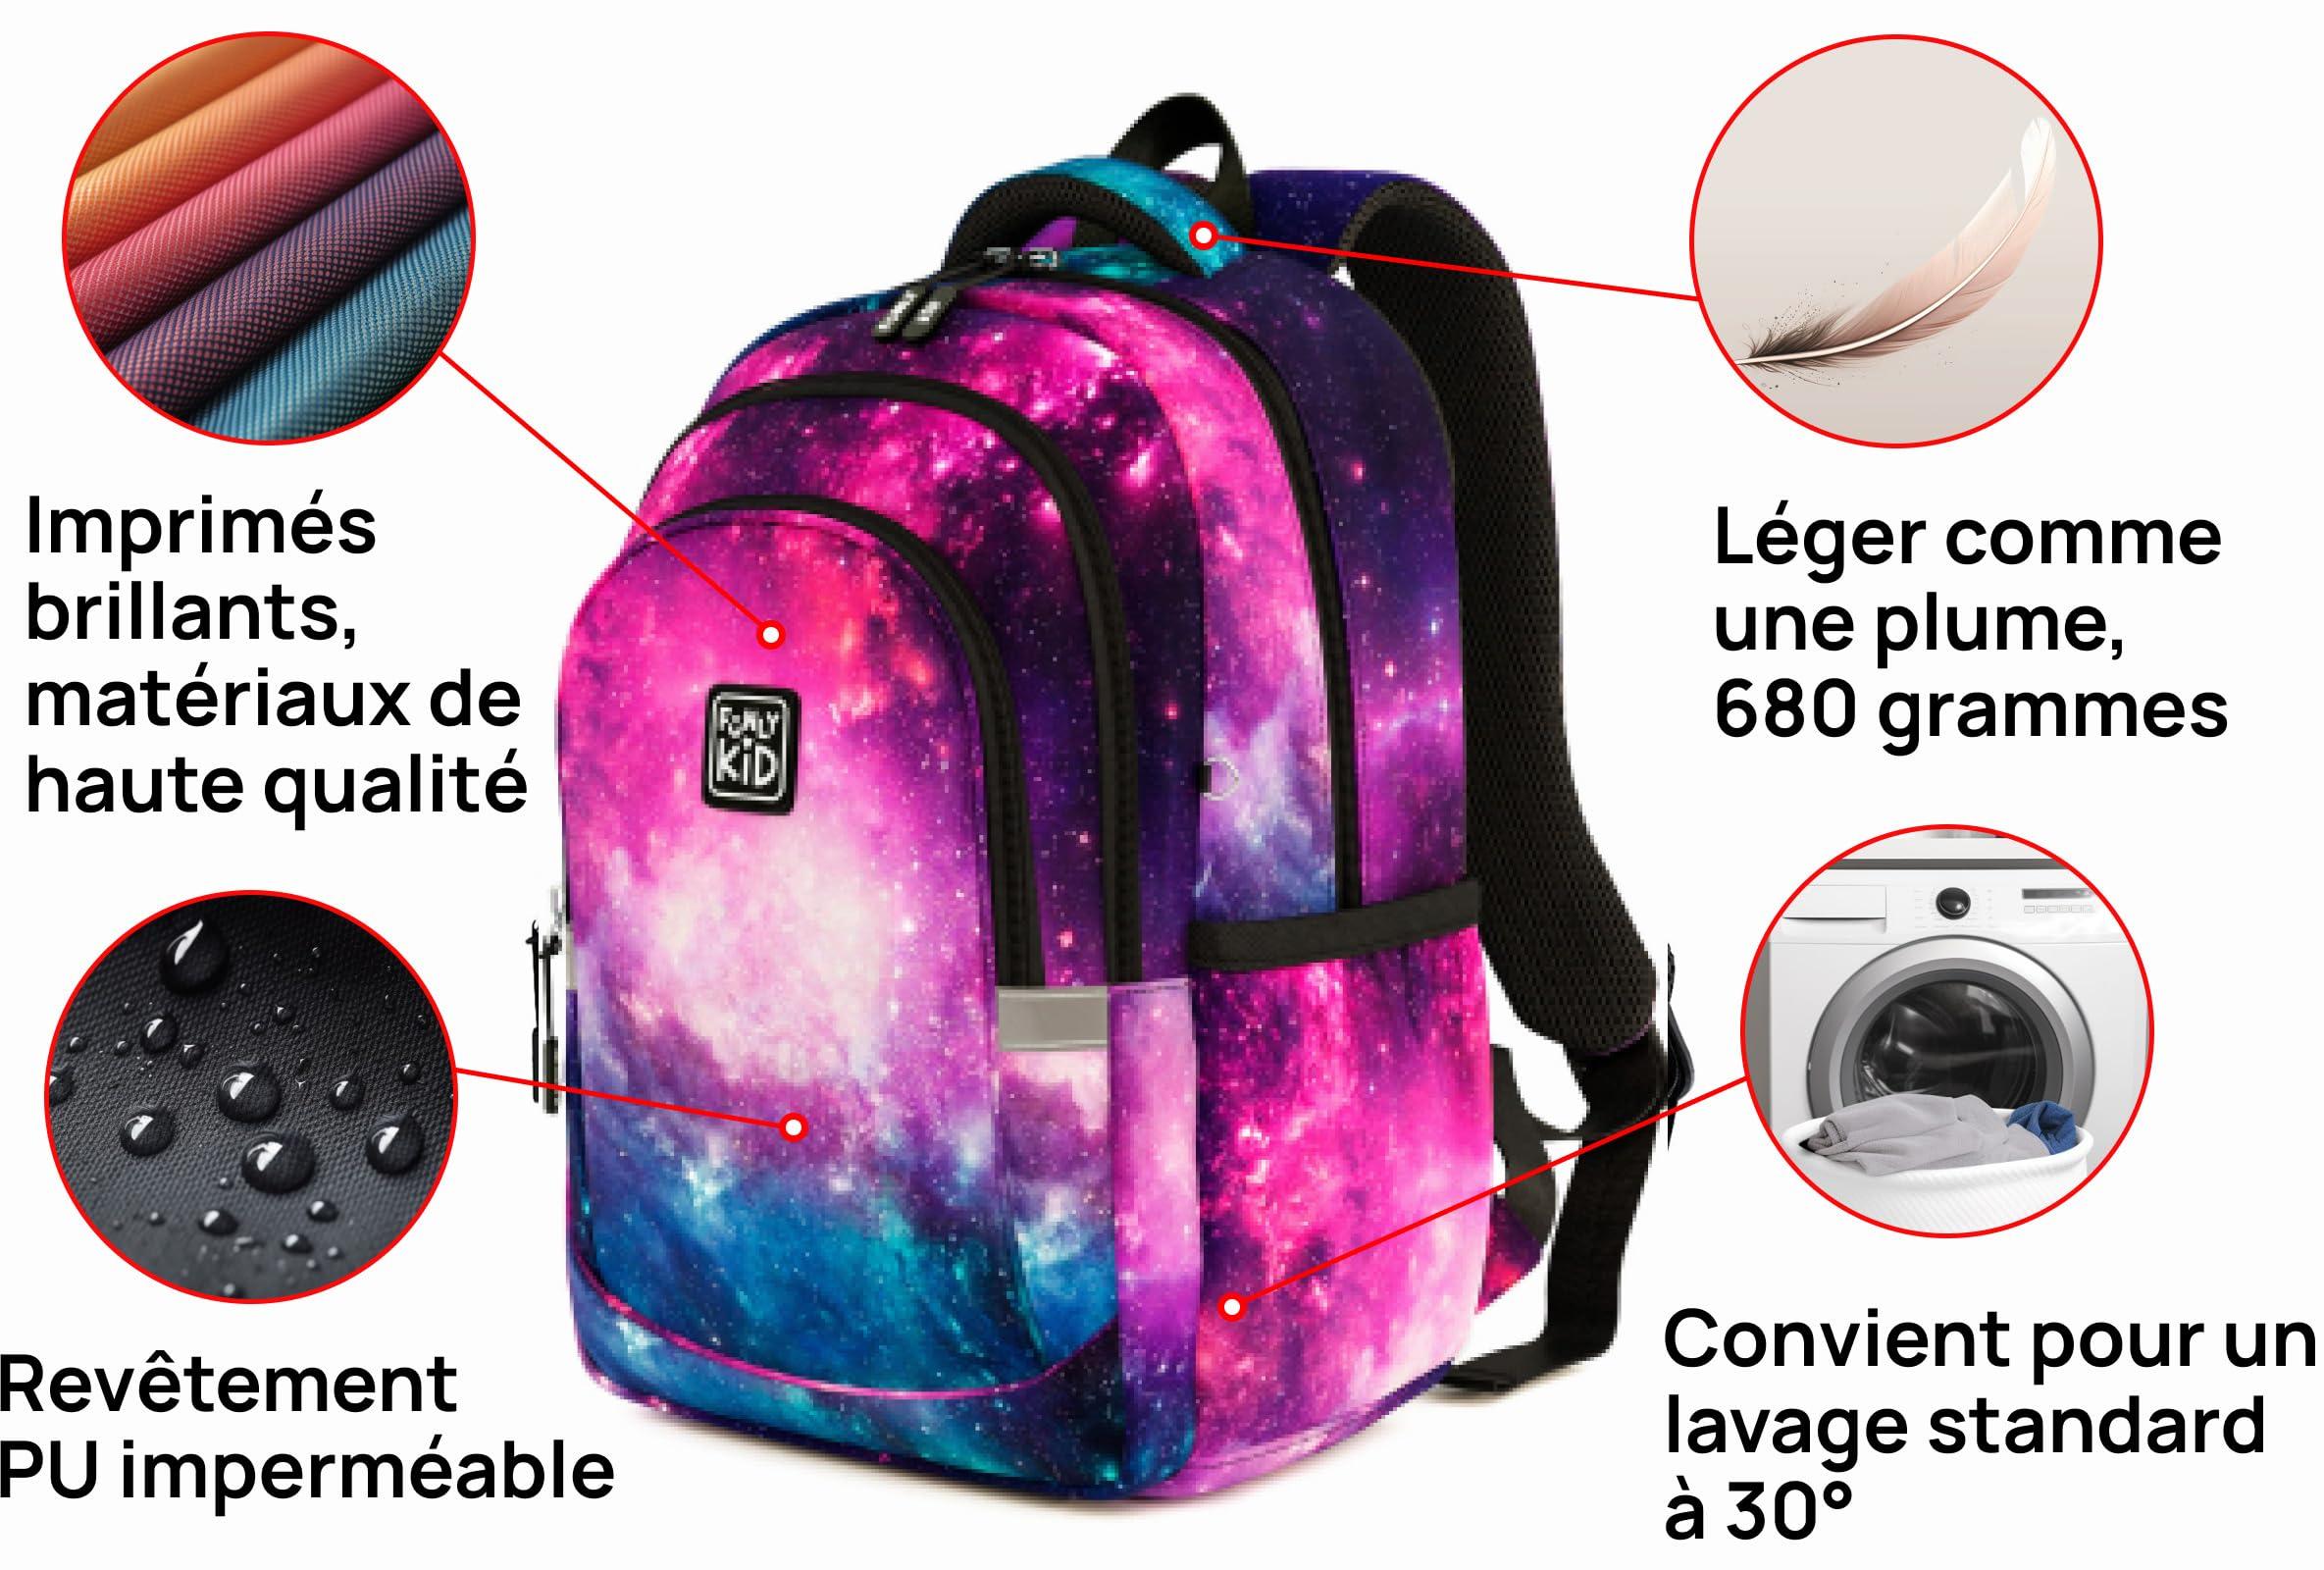 Imprimés
brillants,
matériaux de
haute qualité
Léger comme
une plume,
680 grammes
KiD
Revêtement
PU imperméable
Convient pour un
lavage standard
à 30°